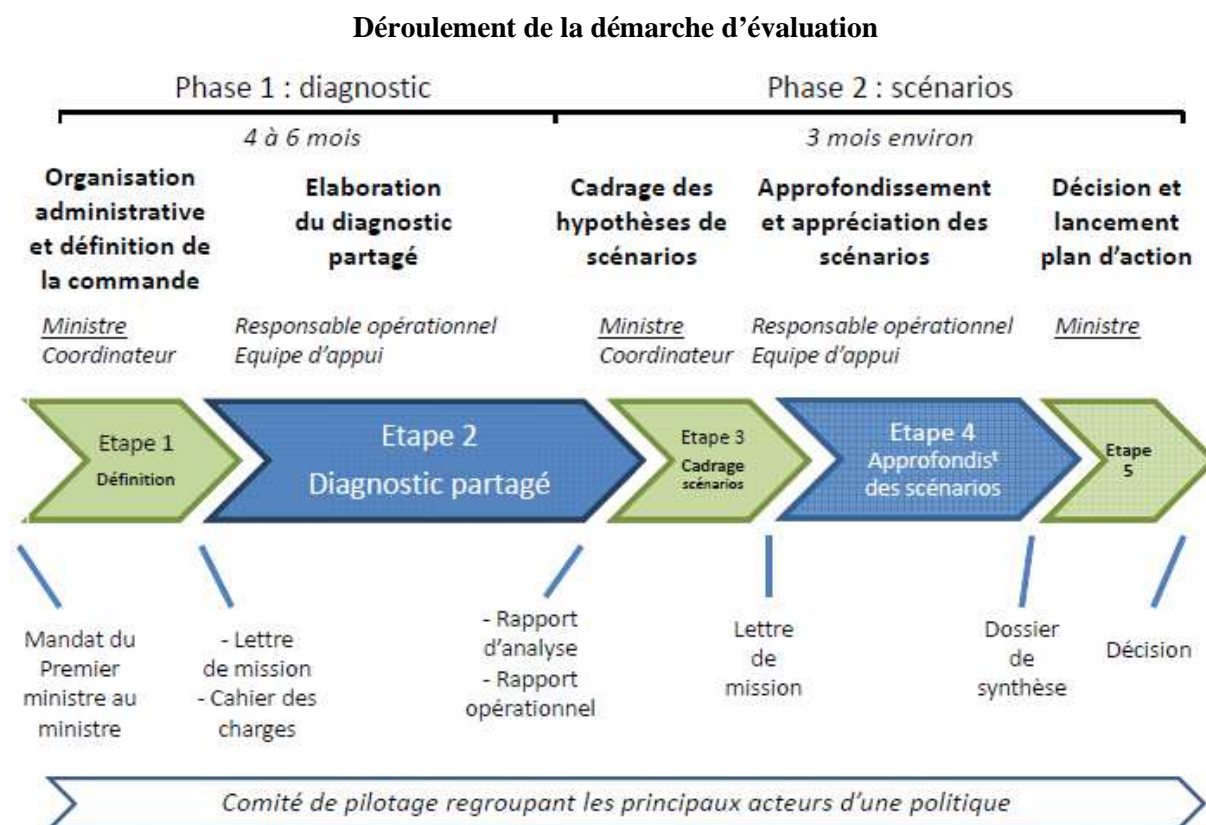 Déroulement de la démarche d’évaluation
Phase 1 : diagnostic
Phase 2 : scénarios
4 à 6 mois
3 mois environ
Organisation
administrative
et définition de
la commande
Elaboration
du diagnostic
partagé
Cadrage des
hypothèses de
scénarios
Approfondissement
et appréciation des
scénarios
Décision et
lancement
plan d’action
Ministre
Coordinateur
Responsable opérationnel
Equipe d’appui
Ministre
Coordinateur
Responsable opérationnel
Equipe d’appui
Ministre
Etape 1
Définition
Etape 2
Diagnostic partagé
Etape 3
Cadrage
scénarios
Etape 4
Approfondisᵗ
des scénarios
Etape
5
Mandat du
Premier
ministre au
ministre
- Lettre
de mission
- Cahier des
charges
- Rapport
d’analyse
- Rapport
opérationnel
Lettre
de
mission
Dossier
de
synthèse
Décision
Comité de pilotage regroupant les principaux acteurs d’une politique